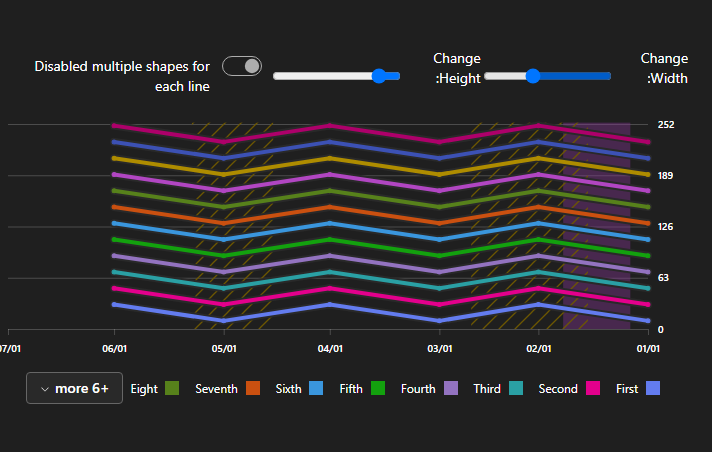 Disabled multiple shapes for
each line
Change
:Height
Change
:Width
252
189
126
63
0
07/01 06/01 05/01 04/01 03/01 02/01 01/01
more 6+ Eight Seventh Sixth Fifth Fourth Third Second First